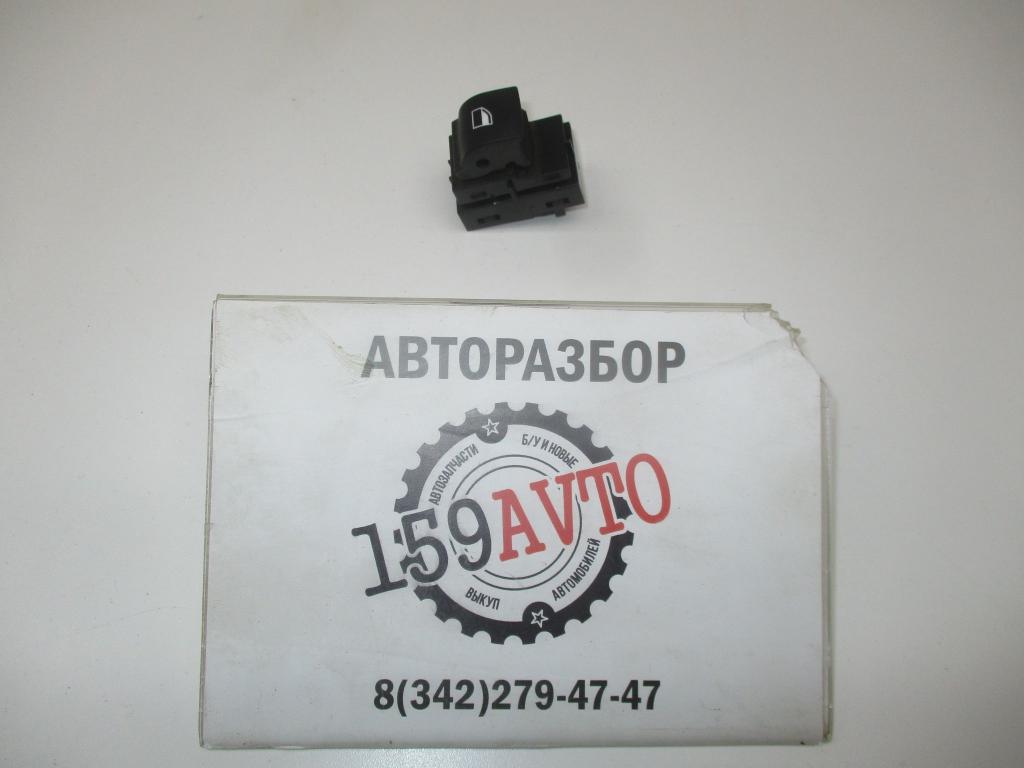 АВТОРАЗБОР
АВТОЗАПЧАСТИ
Б/У И НОВЫЕ
159AVTO
ВЫКУП
АВТОМОБИЛЕЙ
8(342)279-47-47